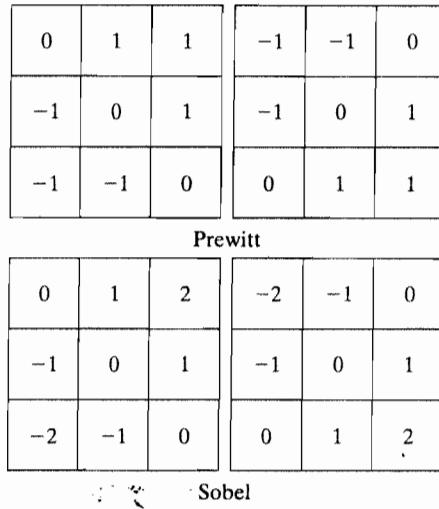 0 1 1 −1 −1 0
−1 0 1 −1 0 1
−1 −1 0 0 1 1
Prewitt
0 1 2 −2 −1 0
−1 0 1 −1 0 1
−2 −1 0 0 1 2
Sobel